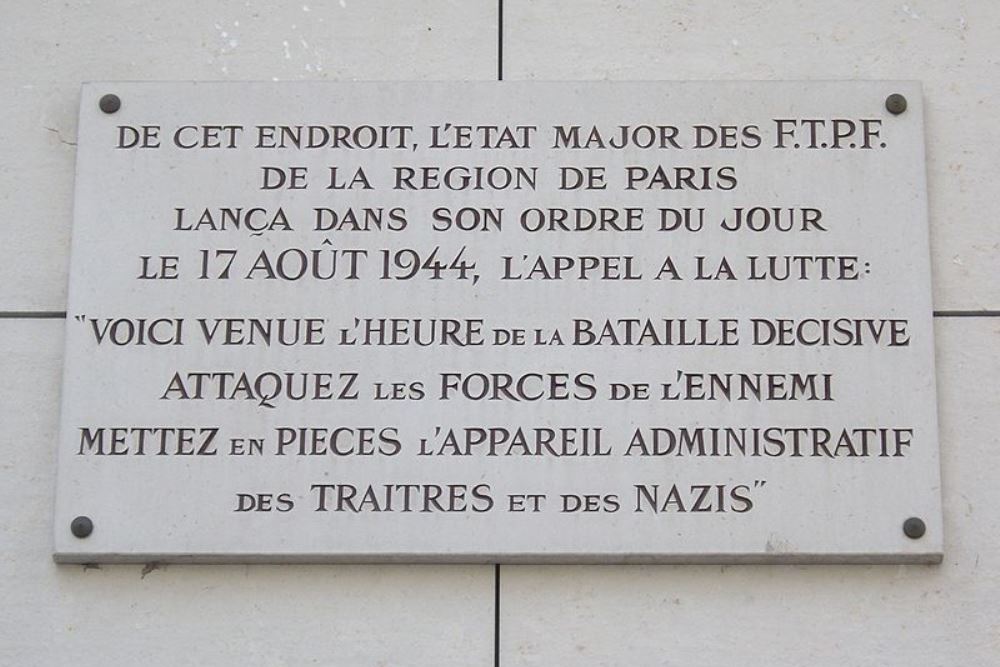 DE CET ENDROIT, L'ETAT MAJOR DES F.T.P.F.
DE LA REGION DE PARIS
LANÇA DANS SON ORDRE DU JOUR
LE 17 AOÛT 1944, L'APPEL A LA LUTTE:
"VOICI VENUE L'HEURE DE LA BATAILLE DECISIVE
ATTAQUEZ LES FORCES DE L'ENNEMI
METTEZ EN PIECES L'APPAREIL ADMINISTRATIF
DES TRAITRES ET DES NAZIS"